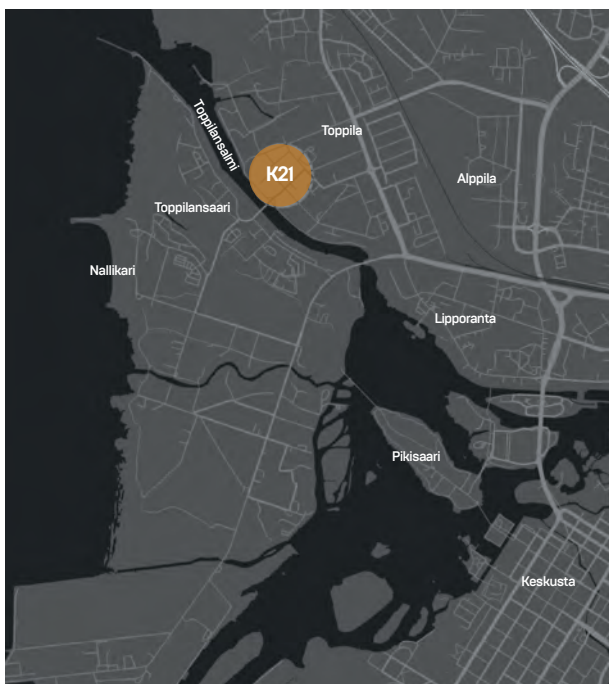 Toppilansalmi
Toppila
K21
Alppila
Toppilansaari
Nallikari
Lipporanta
Pikisaari
Keskusta